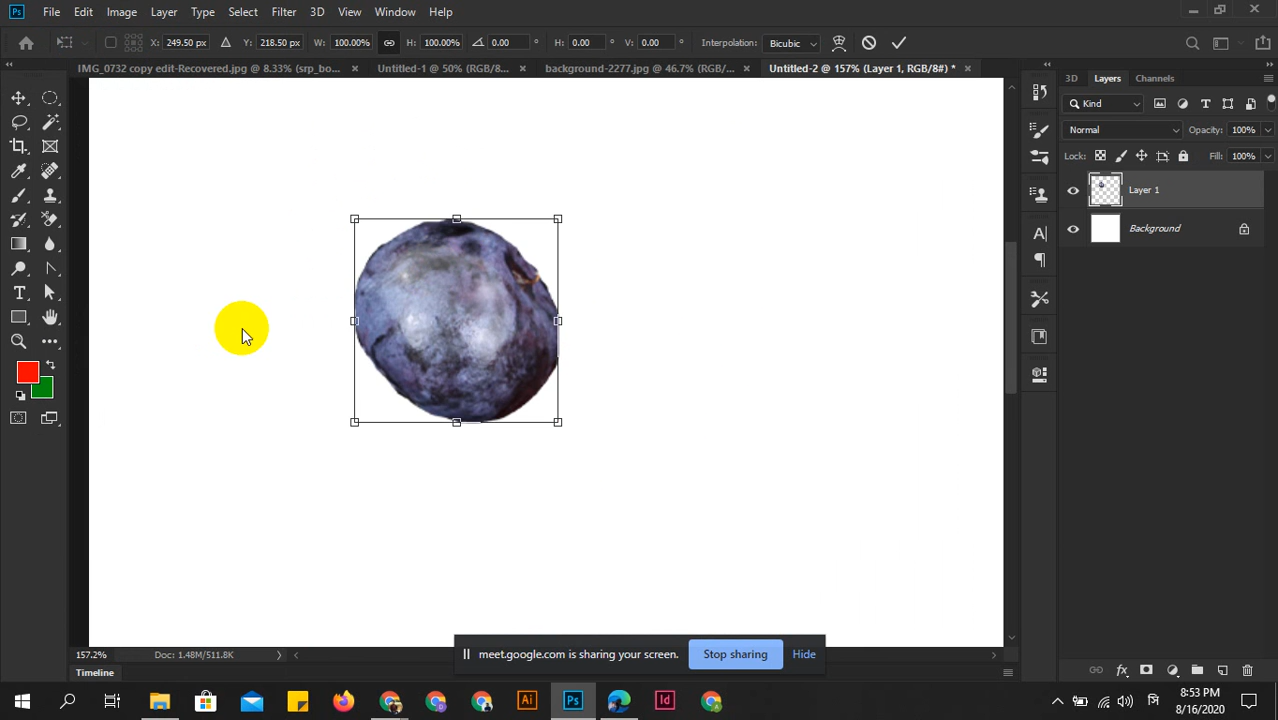 Ps File Edit Image Layer Type Select Filter 3D View Window Help
X: 249.50 px Y: 218.50 px W: 100.00% H: 100.00% 0.00 ° H: 0.00 ° V: 0.00 ° Interpolation: Bicubic
IMG_0732 copy edit-Recovered.jpg @ 8.33% (srp_bo... × Untitled-1 @ 50% (RGB/8... × background-2277.jpg @ 46.7% (RGB/... × Untitled-2 @ 157% (Layer 1, RGB/8#) * ×
3D Layers Channels
Kind
Normal Opacity: 100%
Lock: Fill: 100%
Layer 1
Background
157.2% Doc: 1.48M/511.8K
meet.google.com is sharing your screen. Stop sharing Hide
Timeline
Ai Ps Id
8:53 PM
8/16/2020